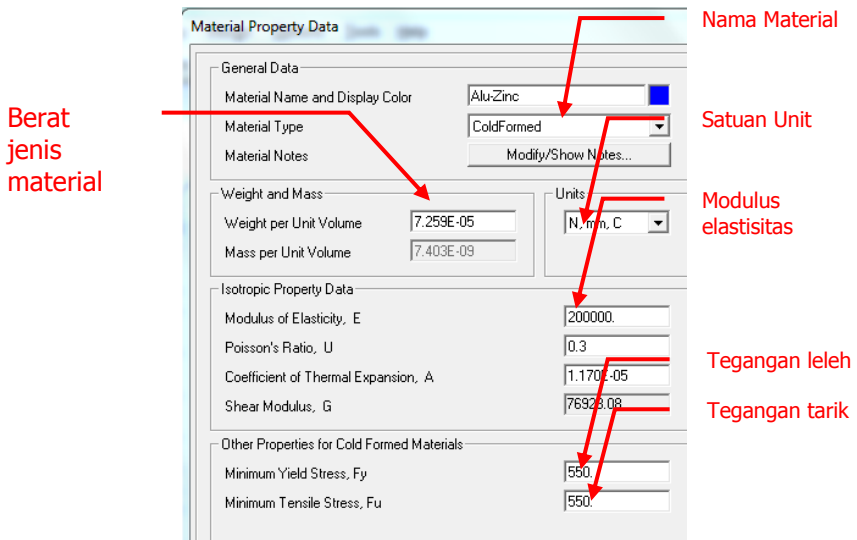 Material Property Data
Nama Material
General Data
Material Name and Display Color Alu-Zinc
Material Type ColdFormed
Material Notes Modify/Show Notes...
Satuan Unit
Berat
jenis
material
Weight and Mass
Units
Weight per Unit Volume 7.259E-05
N, mm, C
Mass per Unit Volume 7.403E-09
Modulus
elastisitas
Isotropic Property Data
Modulus of Elasticity, E 200000.
Poisson's Ratio, U 0.3
Coefficient of Thermal Expansion, A 1.170E-05
Shear Modulus, G 76923.08
Tegangan leleh
Tegangan tarik
Other Properties for Cold Formed Materials
Minimum Yield Stress, Fy 550.
Minimum Tensile Stress, Fu 550.